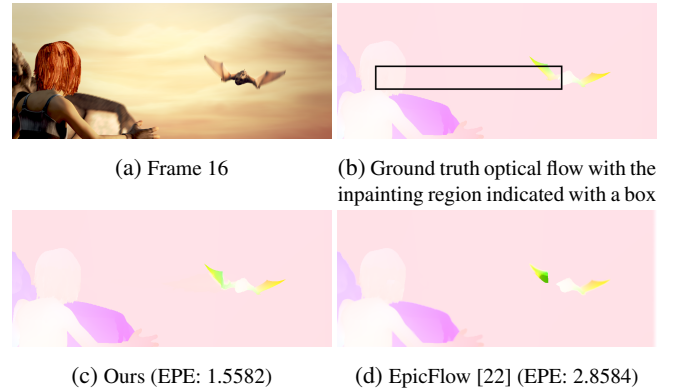 (a) Frame 16
(b) Ground truth optical flow with the
inpainting region indicated with a box
(c) Ours (EPE: 1.5582)
(d) EpicFlow [22] (EPE: 2.8584)